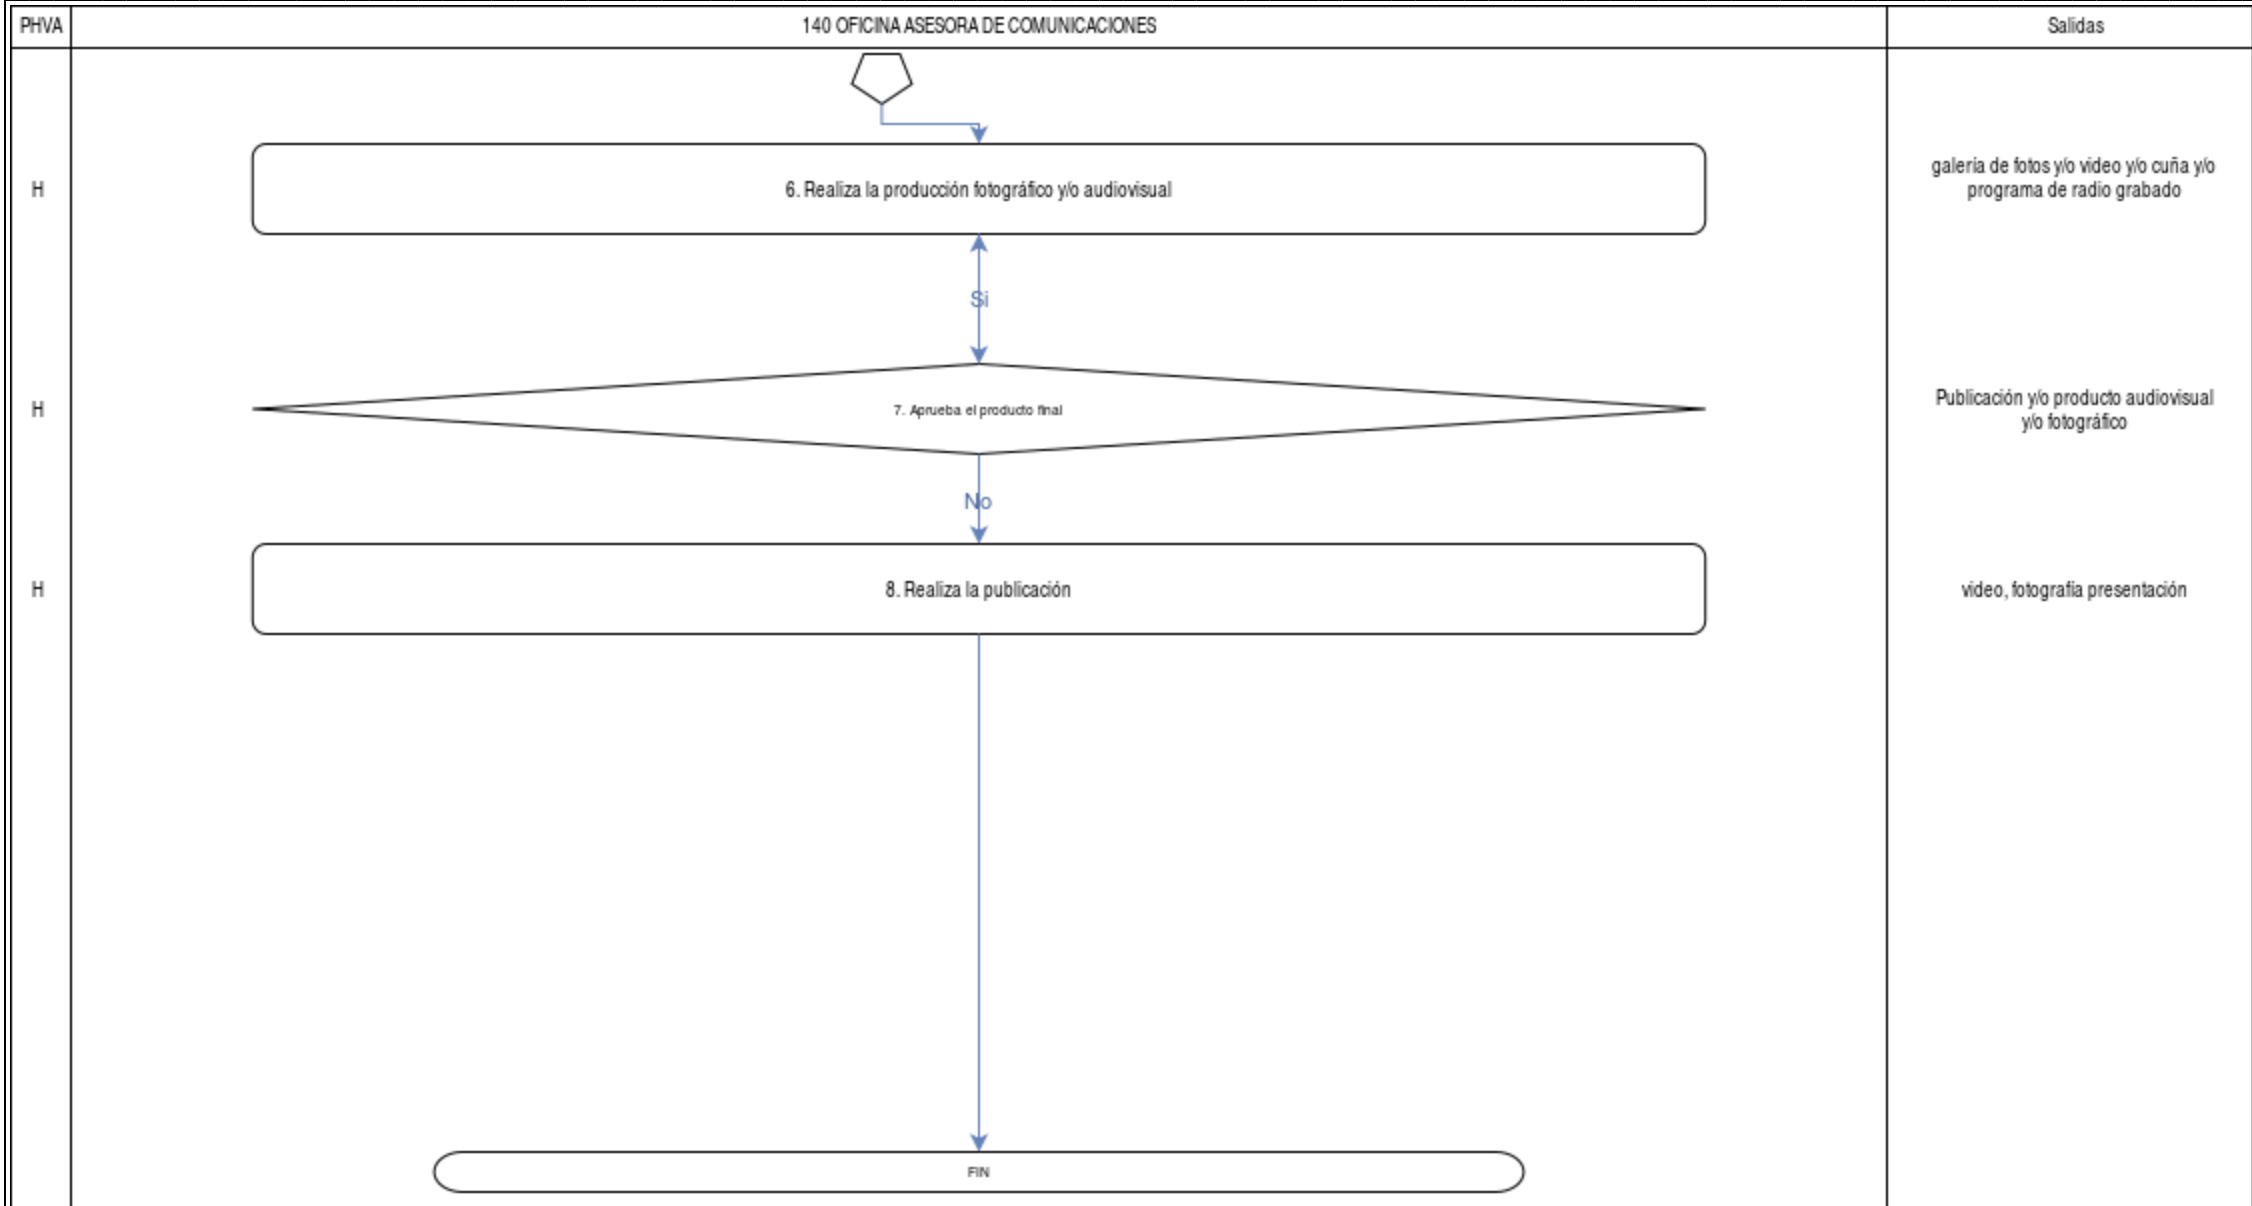 PHVA
140 OFICINA ASESORA DE COMUNICACIONES
Salidas
H
6. Realiza la producción fotográfico y/o audiovisual
galería de fotos y/o video y/o cuña y/o
programa de radio grabado
Si
H
7. Aprueba el producto final
Publicación y/o producto audiovisual
y/o fotográfico
No
H
8. Realiza la publicación
video, fotografía presentación
FIN